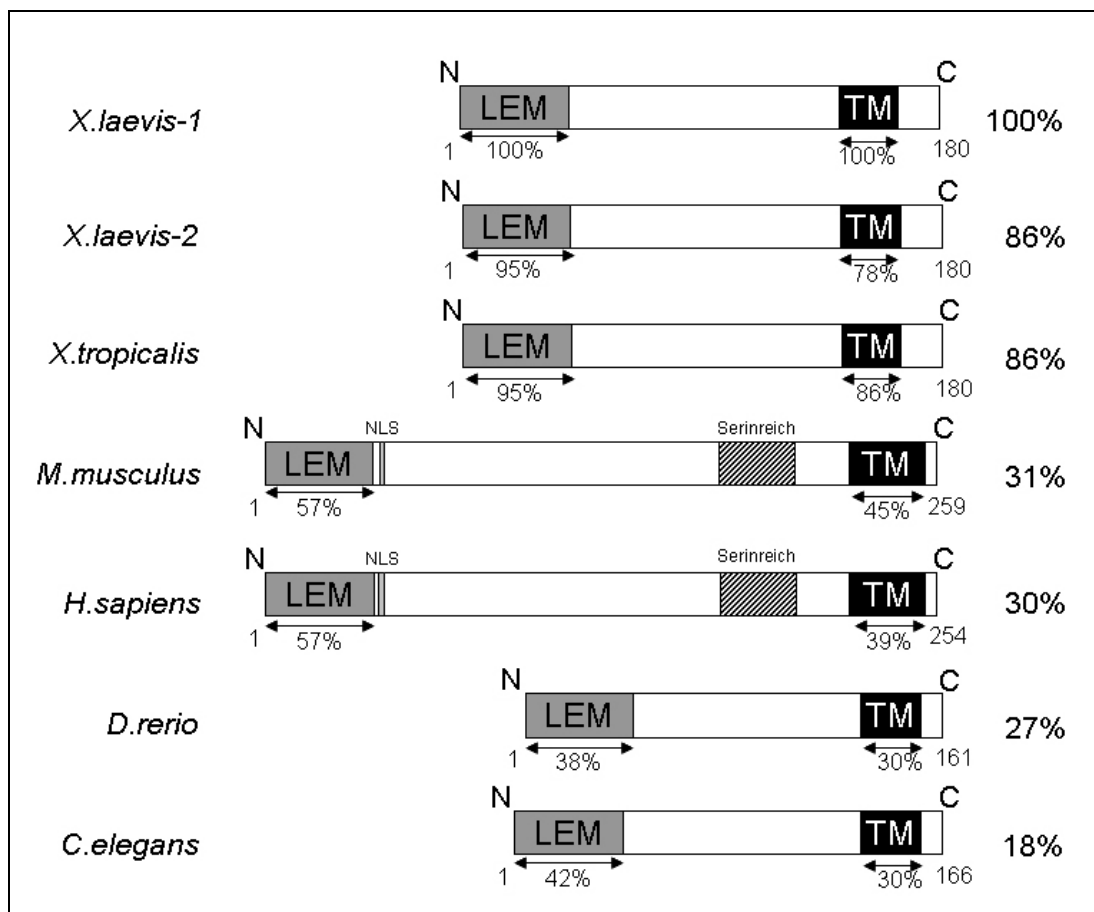 N C
X.laevis-1 LEM TM 100%
1 100% 100% 180
N C
X.laevis-2 LEM TM 86%
1 95% 78% 180
N C
X.tropicalis LEM TM 86%
1 95% 86% 180
N NLS Serinreich C
M.musculus LEM TM 31%
1 57% 45% 259
N NLS Serinreich C
H.sapiens LEM TM 30%
1 57% 39% 254
N C
D.rerio LEM TM 27%
1 38% 30% 161
N C
C.elegans LEM TM 18%
1 42% 30% 166